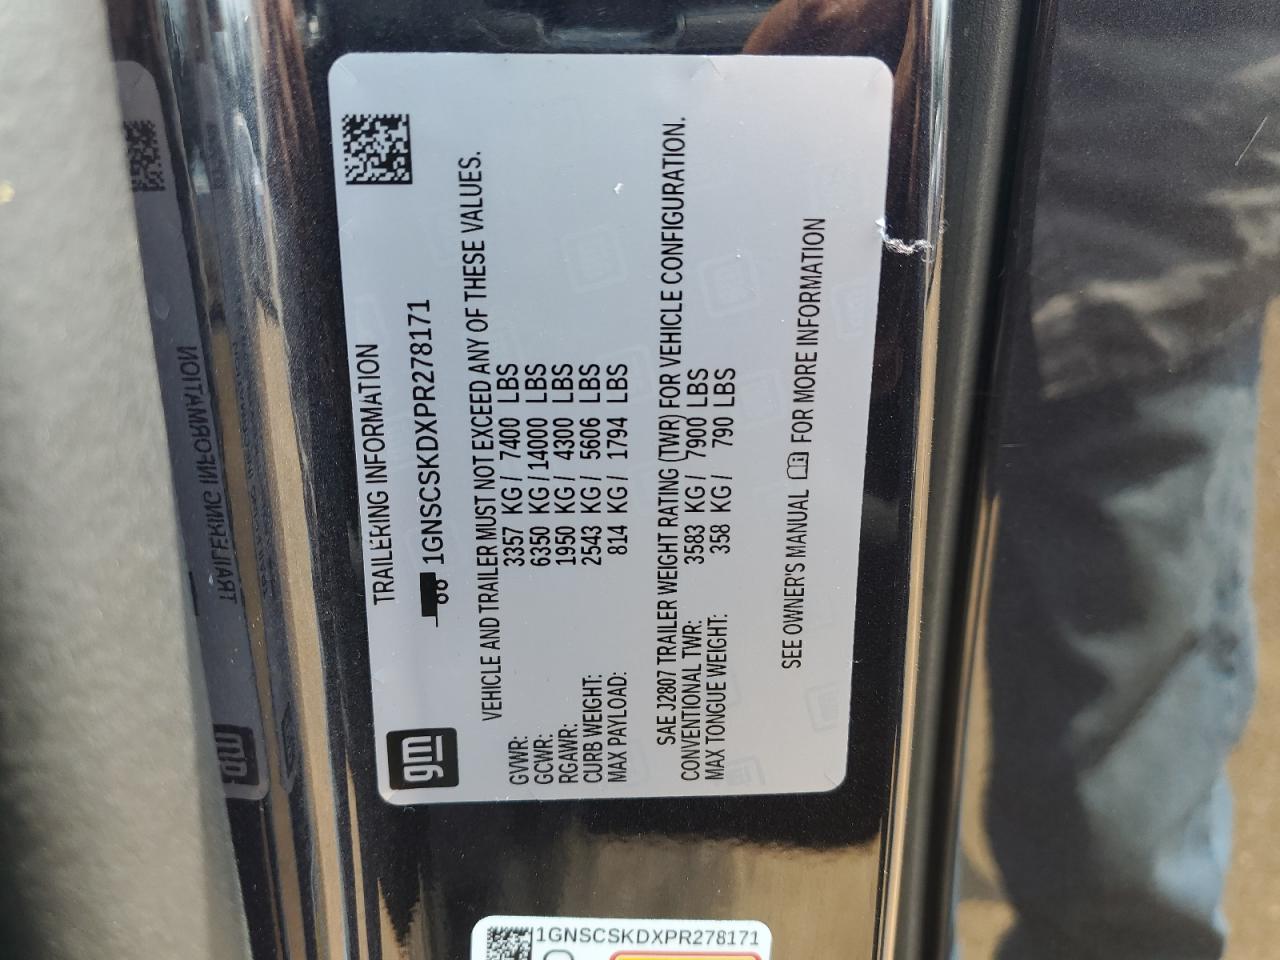 TRAILERING INFORMATION
1GNSCSKDXPR278171
gm
VEHICLE AND TRAILER MUST NOT EXCEED ANY OF THESE VALUES.
GVWR: 3357 KG / 7400 LBS
GCWR: 6350 KG / 14000 LBS
RGAWR: 1950 KG / 4300 LBS
CURB WEIGHT: 2543 KG / 5606 LBS
MAX PAYLOAD: 814 KG / 1794 LBS
SAE J2807 TRAILER WEIGHT RATING (TWR) FOR VEHICLE CONFIGURATION.
CONVENTIONAL TWR: 3583 KG / 7900 LBS
MAX TONGUE WEIGHT: 358 KG / 790 LBS
SEE OWNER'S MANUAL FOR MORE INFORMATION
1GNSCSKDXPR278171
TRAILERING INFORMATION
gm